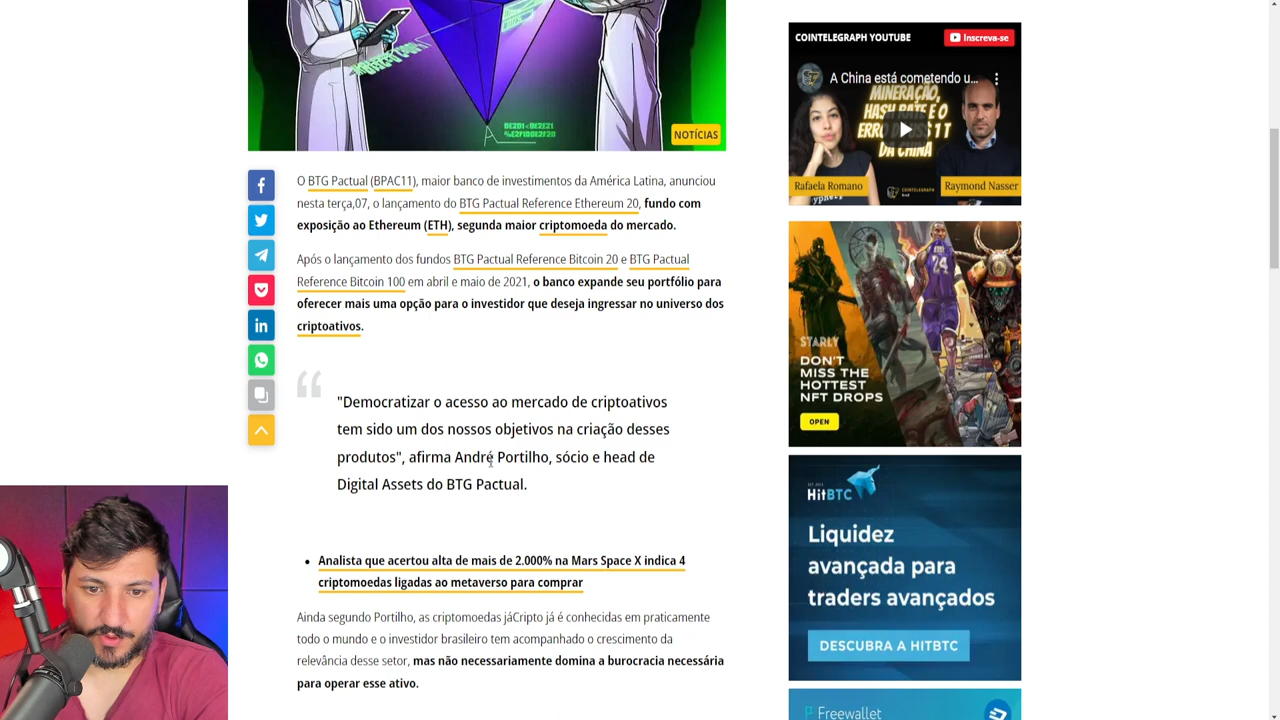 NOTÍCIAS
O BTG Pactual (BPAC11), maior banco de investimentos da América Latina, anunciou
nesta terça,07, o lançamento do BTG Pactual Reference Ethereum 20, fundo com
exposição ao Ethereum (ETH), segunda maior criptomoeda do mercado.
Após o lançamento dos fundos BTG Pactual Reference Bitcoin 20 e BTG Pactual
Reference Bitcoin 100 em abril e maio de 2021, o banco expande seu portfólio para
oferecer mais uma opção para o investidor que deseja ingressar no universo dos
criptoativos.
"Democratizar o acesso ao mercado de criptoativos
tem sido um dos nossos objetivos na criação desses
produtos", afirma André Portilho, sócio e head de
Digital Assets do BTG Pactual.
Analista que acertou alta de mais de 2.000% na Mars Space X indica 4
criptomoedas ligadas ao metaverso para comprar
Ainda segundo Portilho, as criptomoedas jáCripto já é conhecidas em praticamente
todo o mundo e o investidor brasileiro tem acompanhado o crescimento da
relevância desse setor, mas não necessariamente domina a burocracia necessária
para operar esse ativo.
COINTELEGRAPH YOUTUBE
Inscreva-se
A China está cometendo u...
MINERAÇÃO,
HASH RATE E
DA CHINA
Rafaela Romano
COINTELEGRAPH
Raymond Nasser
24
STARLY
DON'T
MISS THE
HOTTEST
NFT DROPS
OPEN
HitBTC
Liquidez
avançada para
traders avançados
DESCUBRA A HITBTC
Freewallet